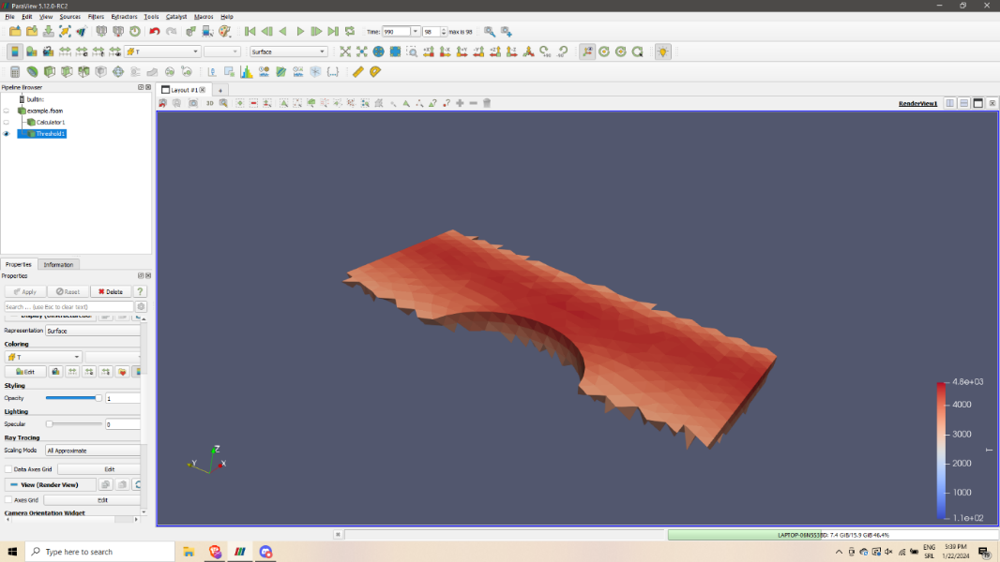 ParaView 5.12.0-RC2
File Edit View Sources Filters Extractors Tools Catalyst Macros Help
Time: 990 98 max is 98
T Surface
Pipeline Browser
builtin:
example.foam
Calculator1
Threshold1
Layout #1
+
3D
RenderView1
Properties Information
Properties
Apply Reset Delete ?
Search ... (use Esc to clear text)
Representation Surface
Coloring
T
Edit
Styling
Opacity 1
Lighting
Specular 0
Ray Tracing
Scaling Mode All Approximate
Data Axes Grid Edit
View (Render View)
Axes Grid Edit
Camera Orientation Widget
Z
Y X
4.8e+03
4000
3000
T
2000
1000
1.1e+02
7.4 GiB/15.9 GiB 46.4%
Type here to search
ENG
SRL
5:39 PM
1/22/2024